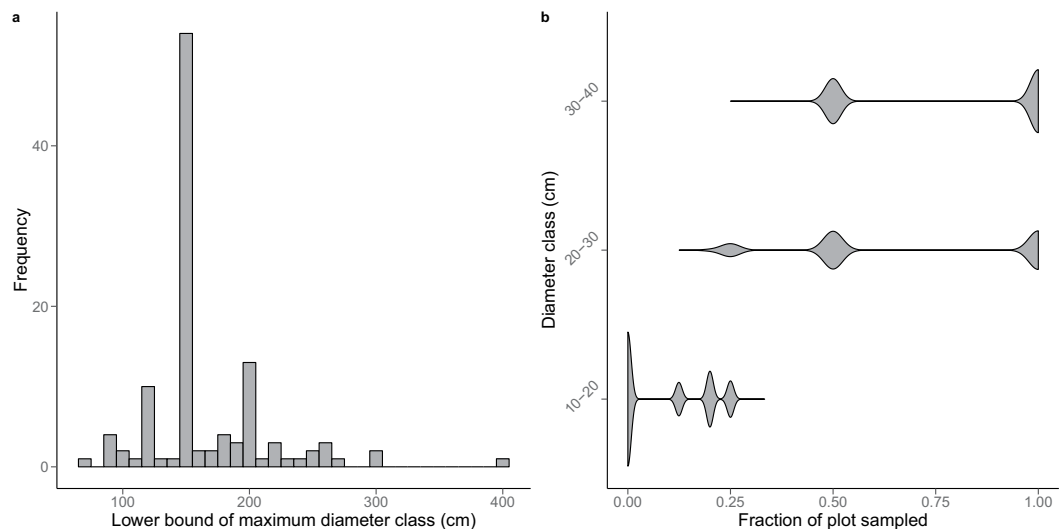 a
Frequency
40
20
0
100
200
300
400
Lower bound of maximum diameter class (cm)
b
Diameter class (cm)
30−40
20−30
10−20
0.00
0.25
0.50
0.75
1.00
Fraction of plot sampled